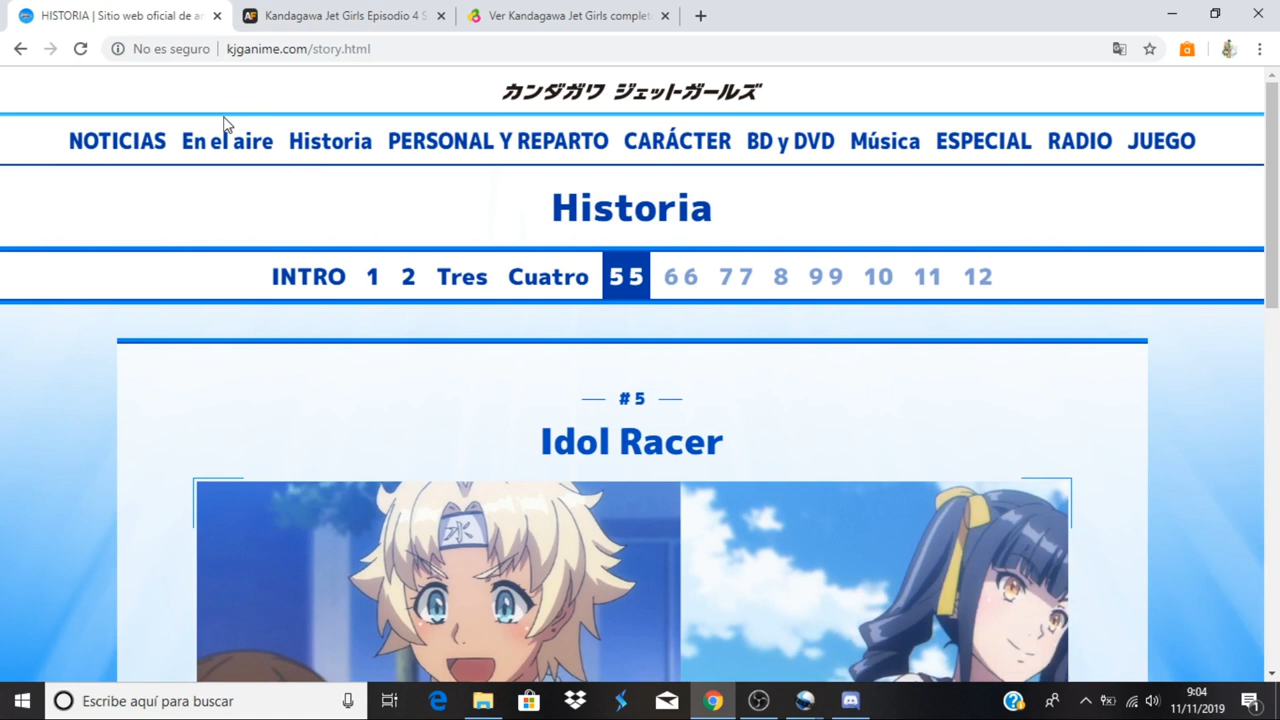 HISTORIA | Sitio web oficial de ar
Kandagawa Jet Girls Episodio 4 S
Ver Kandagawa Jet Girls complet
No es seguro
kjganime.com/story.html
カンダガワ ジェットガールズ
NOTICIAS En el aire Historia PERSONAL Y REPARTO CARÁCTER BD y DVD Música ESPECIAL RADIO JUEGO
Historia
INTRO 1 2 Tres Cuatro 5 5 6 6 7 7 8 9 9 10 11 12
# 5
Idol Racer
水
Escribe aquí para buscar
9:04
11/11/2019